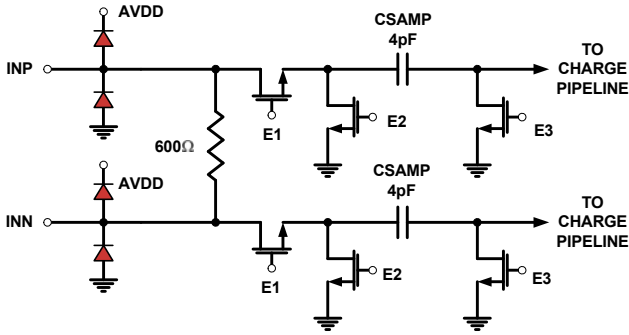 AVDD
CSAMP
4pF
TO
CHARGE
PIPELINE
INP
E1
E2
E3
600Ω
CSAMP
4pF
AVDD
TO
CHARGE
PIPELINE
INN
E1
E2
E3